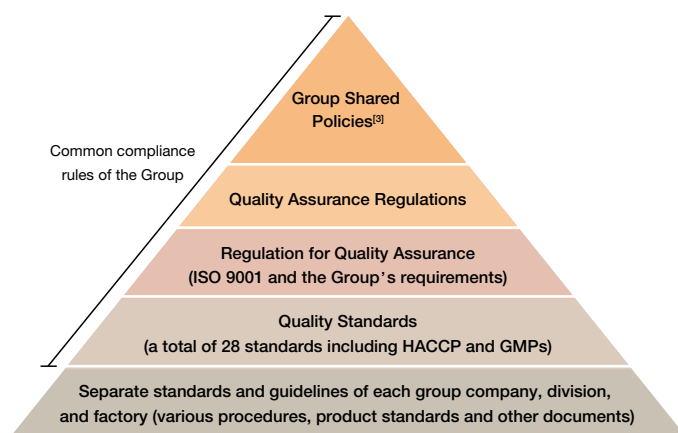 Group Shared
Policies[3]
Common compliance
rules of the Group
Quality Assurance Regulations
Regulation for Quality Assurance
(ISO 9001 and the Group's requirements)
Quality Standards
(a total of 28 standards including HACCP and GMPs)
Separate standards and guidelines of each group company, division,
and factory (various procedures, product standards and other documents)